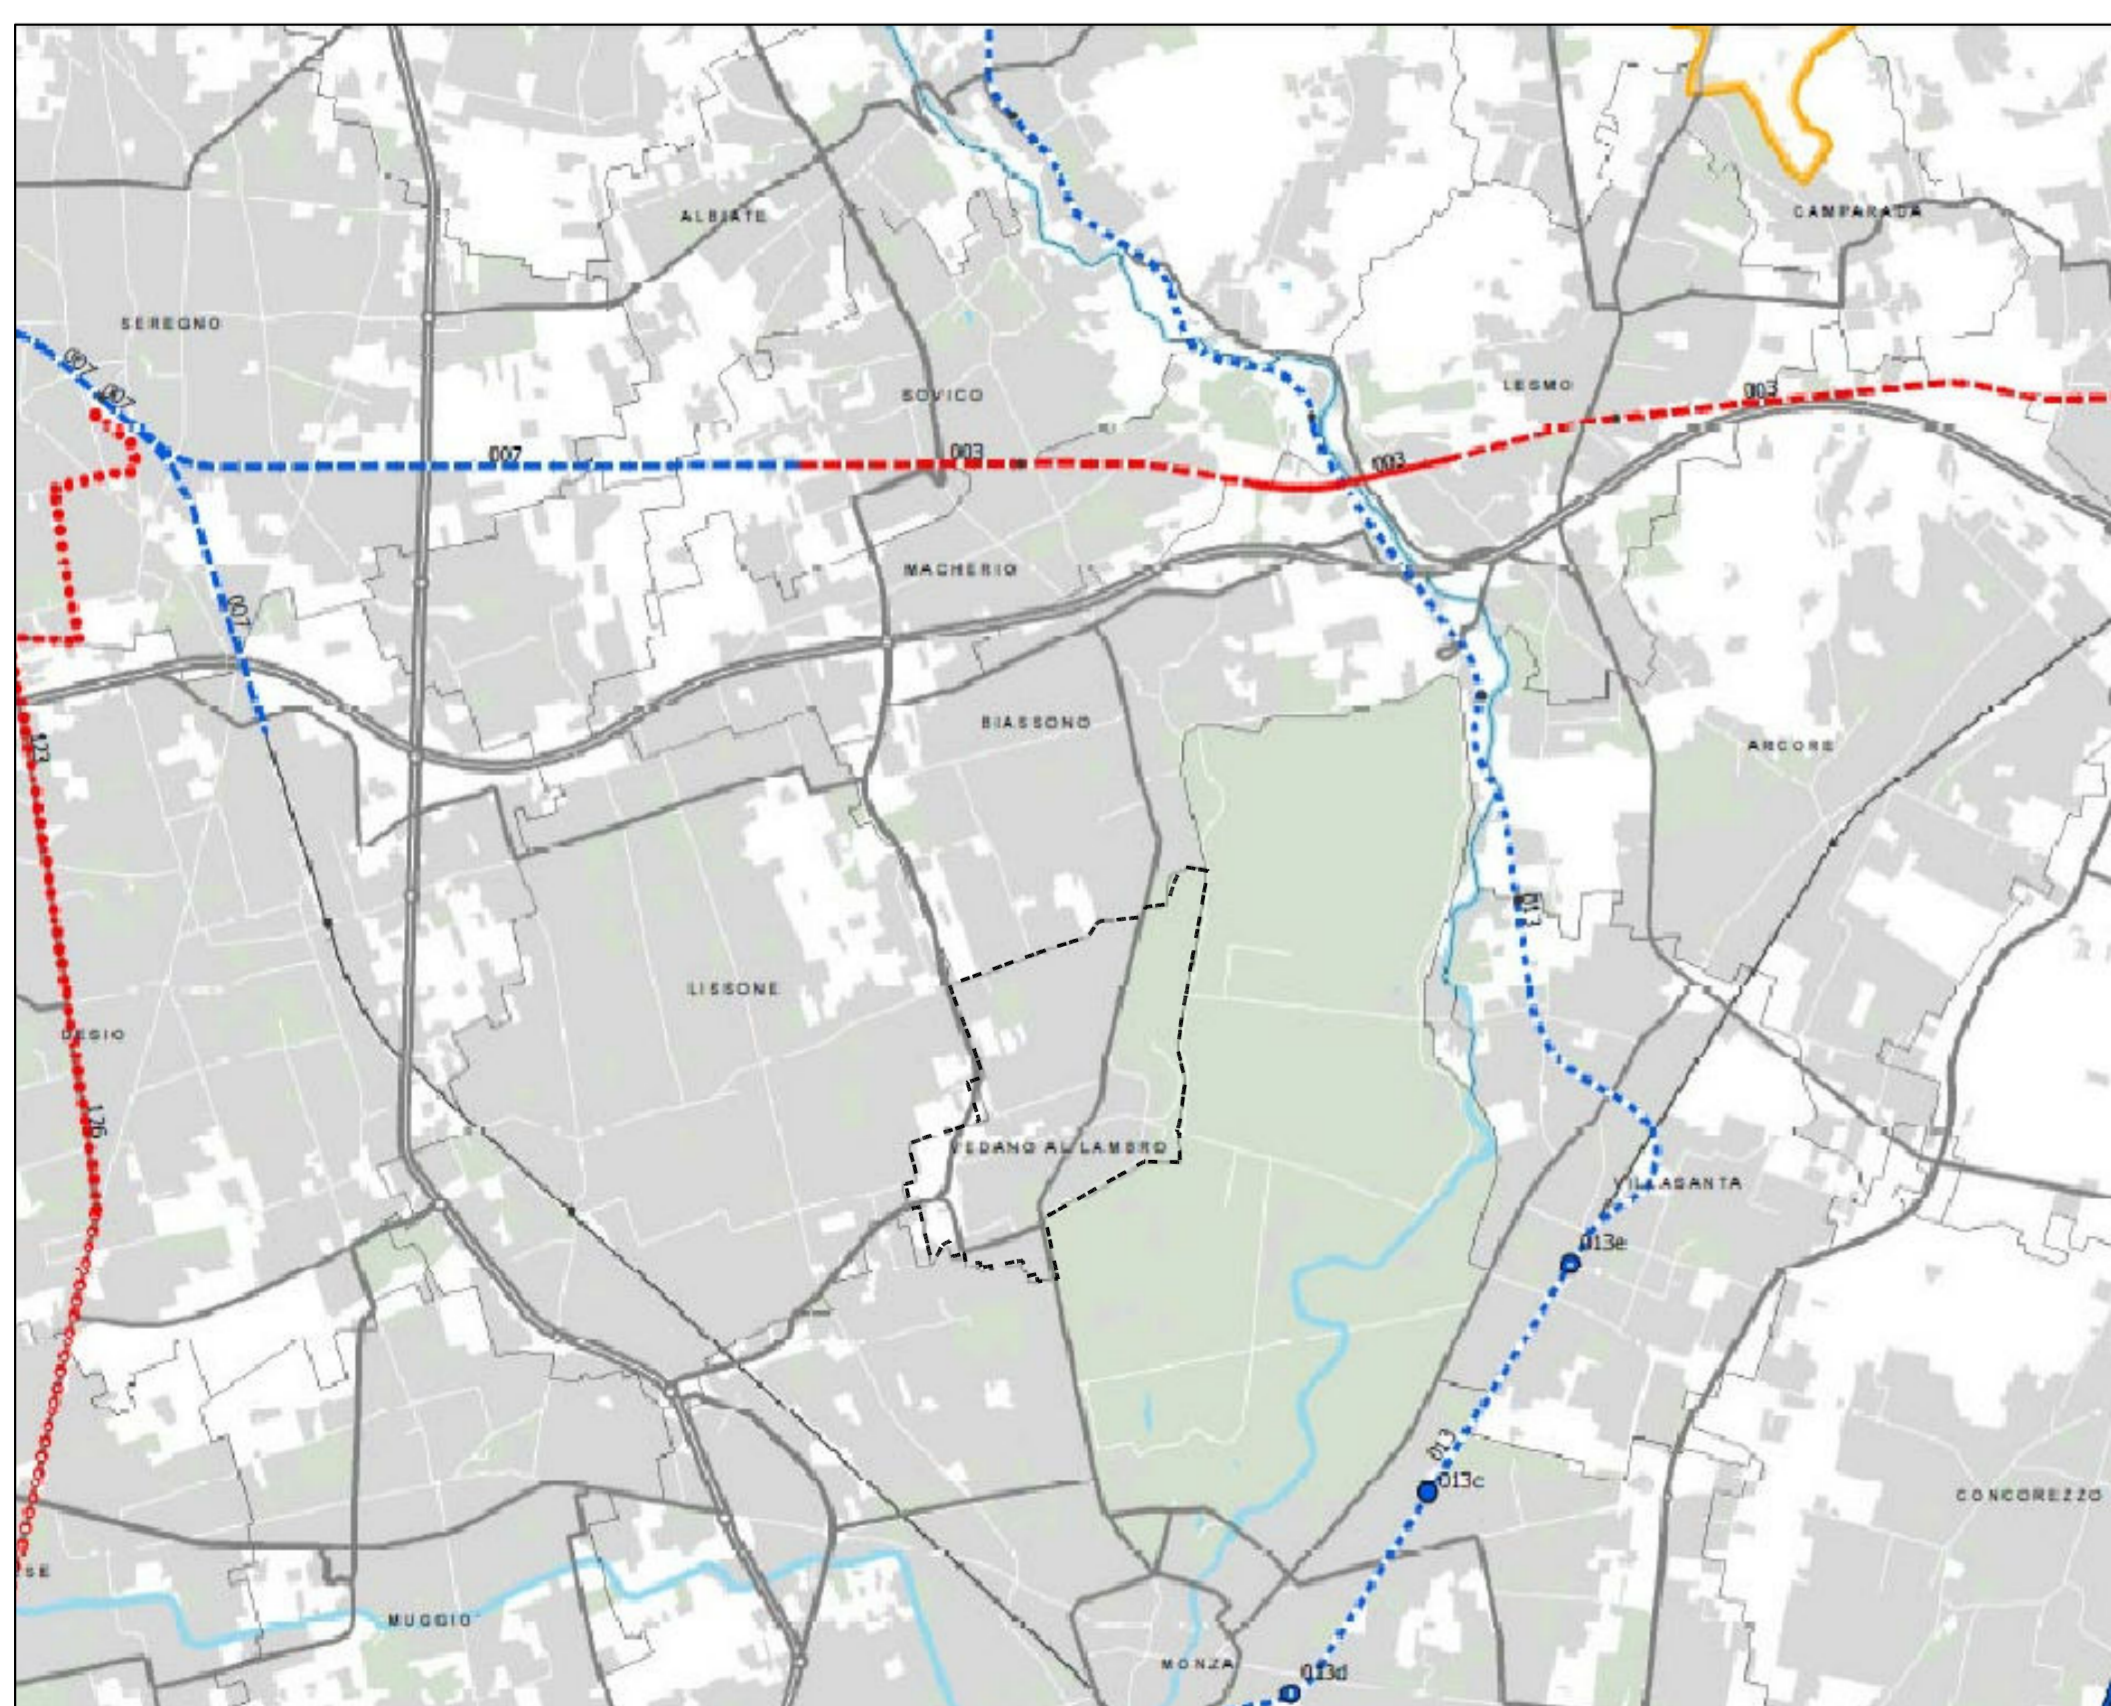 ALBIATE
CAMPARADA
SEREGNO
007
007
SOVICO
LESMO
003
007
003
003
MACHERIO
007
BIASSONO
ARCORE
123
013
LISSONE
DESIO
126
VEDANO AL LAMBRO
VILLASANTA
013e
013
013c
CONCOREZZO
SE
MUGGIO'
MONZA
013d